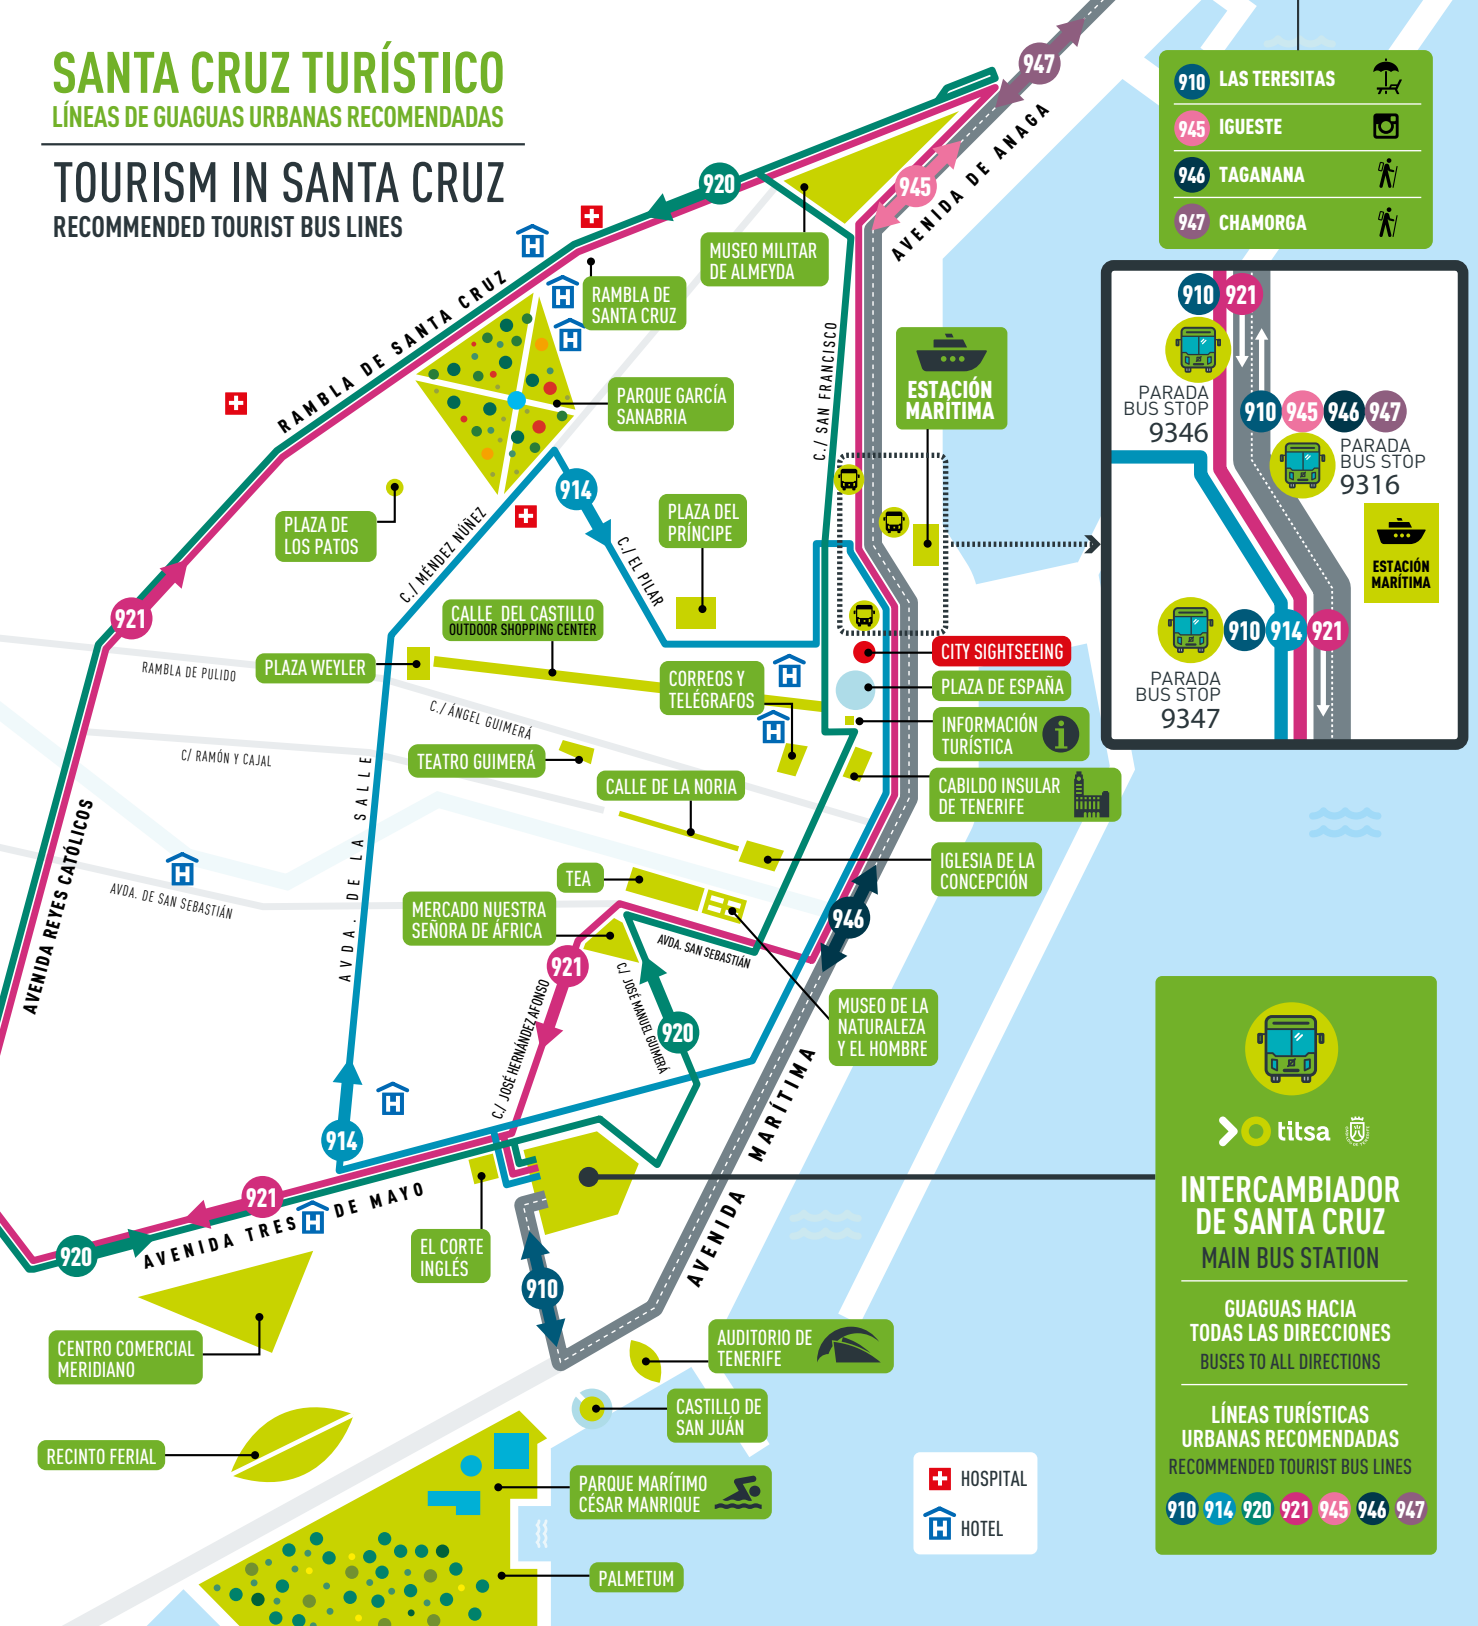 SANTA CRUZ TURÍSTICO
LÍNEAS DE GUAGUAS URBANAS RECOMENDADAS
TOURISM IN SANTA CRUZ
RECOMMENDED TOURIST BUS LINES
947
910 LAS TERESITAS
945 IGUESTE
946 TAGANANA
947 CHAMORGA
AVENIDA DE ANAGA
945
920
MUSEO MILITAR
DE ALMEYDA
RAMBLA DE
SANTA CRUZ
RAMBLA DE SANTA CRUZ
C./ SAN FRANCISCO
ESTACIÓN
MARÍTIMA
PARQUE GARCÍA
SANABRIA
910 921
PARADA
BUS STOP
9346
910 945 946 947
PARADA
BUS STOP
9316
ESTACIÓN
MARÍTIMA
910 914 921
PARADA
BUS STOP
9347
914
PLAZA DE
LOS PATOS
C./ MÉNDEZ NÚÑEZ
C./ EL PILAR
PLAZA DEL
PRÍNCIPE
921
CALLE DEL CASTILLO
OUTDOOR SHOPPING CENTER
RAMBLA DE PULIDO
PLAZA WEYLER
CITY SIGHTSEEING
CORREOS Y
TELÉGRAFOS
PLAZA DE ESPAÑA
C./ ÁNGEL GUIMERÁ
INFORMACIÓN
TURÍSTICA
i
C/ RAMÓN Y CAJAL
TEATRO GUIMERÁ
CALLE DE LA NORIA
CABILDO INSULAR
DE TENERIFE
AVENIDA REYES CATÓLICOS
AVDA. DE LA SALLE
IGLESIA DE LA
CONCEPCIÓN
TEA
AVDA. DE SAN SEBASTIÁN
MERCADO NUESTRA
SEÑORA DE ÁFRICA
946
AVDA. SAN SEBASTIÁN
921
C./ JOSÉ HERNÁNDEZ AFONSO
C/ JOSÉ MANUEL GUIMERÁ
920
MUSEO DE LA
NATURALEZA
Y EL HOMBRE
AVENIDA MARÍTIMA
914
921
920
AVENIDA TRES DE MAYO
EL CORTE
INGLÉS
910
CENTRO COMERCIAL
MERIDIANO
AUDITORIO DE
TENERIFE
CASTILLO DE
SAN JUÁN
RECINTO FERIAL
PARQUE MARÍTIMO
CÉSAR MANRIQUE
PALMETUM
HOSPITAL
H HOTEL
titsa
INTERCAMBIADOR
DE SANTA CRUZ
MAIN BUS STATION
GUAGUAS HACIA
TODAS LAS DIRECCIONES
BUSES TO ALL DIRECTIONS
LÍNEAS TURÍSTICAS
URBANAS RECOMENDADAS
RECOMMENDED TOURIST BUS LINES
910 914 920 921 945 946 947